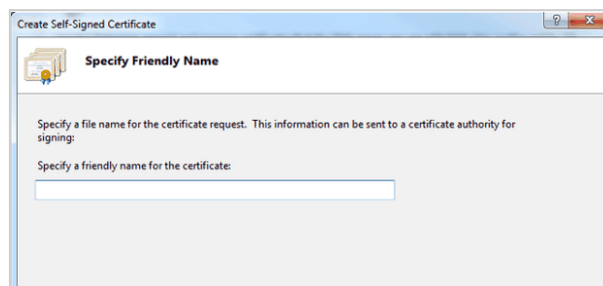 Create Self-Signed Certificate
Specify Friendly Name
Specify a file name for the certificate request.  This information can be sent to a certificate authority for
signing:
Specify a friendly name for the certificate: